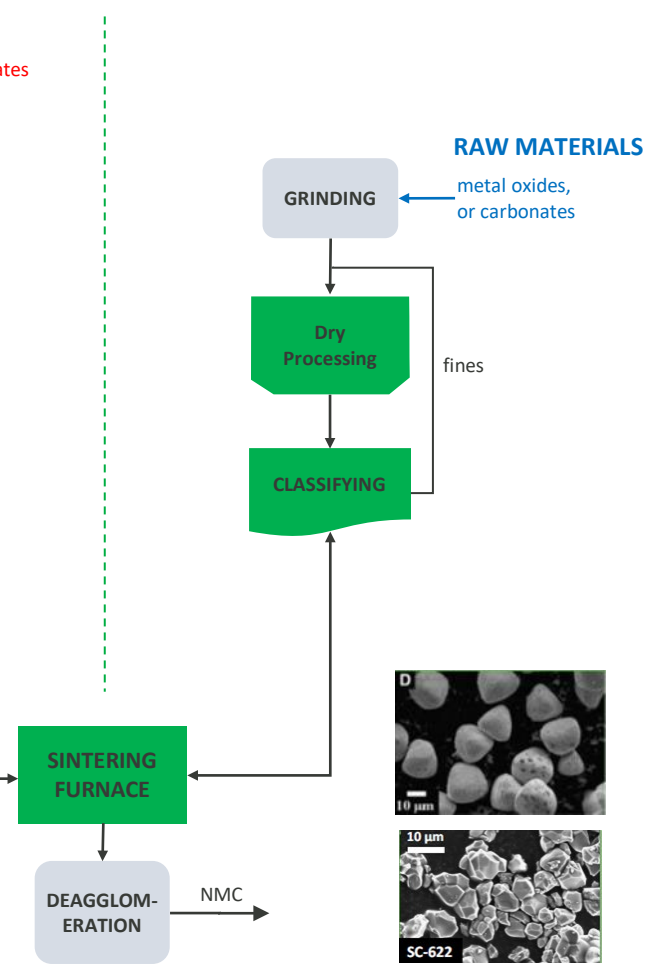 RAW MATERIALS
metal oxides,
or carbonates
GRINDING
Dry
Processing
fines
CLASSIFYING
SINTERING
FURNACE
DEAGGLOM-
ERATION
NMC
D
10 µm
10 µm
SC-622